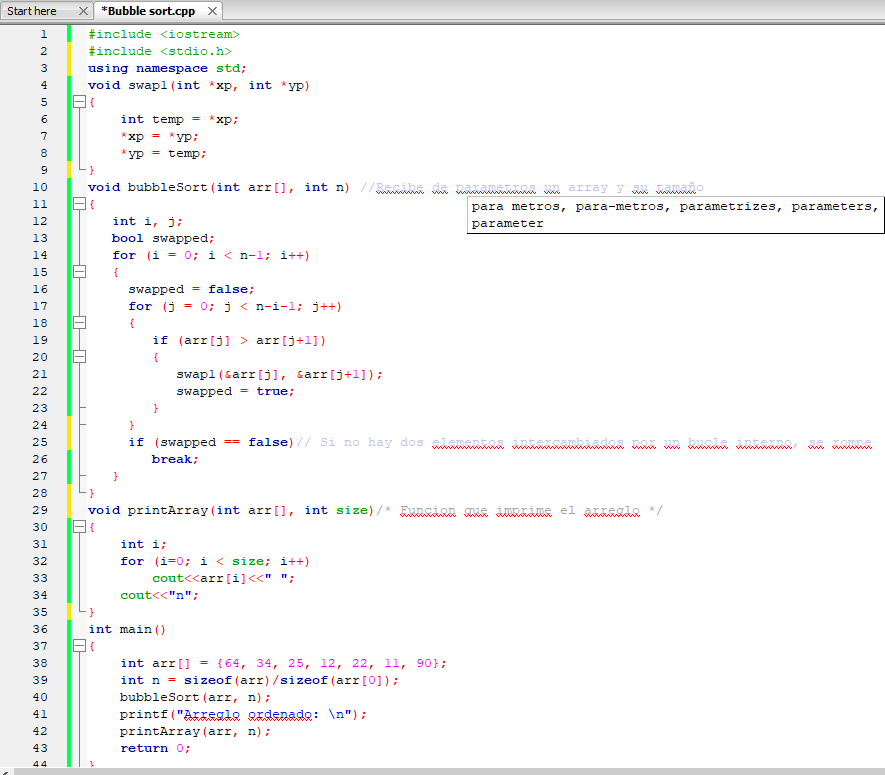 Start here
*Bubble sort.cpp
1 #include <iostream>
2 #include <stdio.h>
3 using namespace std;
4 void swapl(int *xp, int *yp)
5 {
6 int temp = *xp;
7 *xp = *yp;
8 *yp = temp;
9 }
10 void bubbleSort(int arr[], int n) //Recibe de parametros un array y su tamaño
para metros, para-metros, parametrizes, parameters,
parameter
11 {
12 int i, j;
13 bool swapped;
14 for (i = 0; i < n-1; i++)
15 {
16 swapped = false;
17 for (j = 0; j < n-i-1; j++)
18 {
19 if (arr[j] > arr[j+1])
20 {
21 swapl(&arr[j], &arr[j+1]);
22 swapped = true;
23 }
24 }
25 if (swapped == false)// Si no hay dos elementos intercambiados por un bucle interno, se rompe
26 break;
27 }
28 }
29 void printArray(int arr[], int size)/* Funcion que imprime el arreglo */
30 {
31 int i;
32 for (i=0; i < size; i++)
33 cout<<arr[i]<<" ";
34 cout<<"n";
35 }
36 int main()
37 {
38 int arr[] = {64, 34, 25, 12, 22, 11, 90};
39 int n = sizeof(arr)/sizeof(arr[0]);
40 bubbleSort(arr, n);
41 printf("Arreglo ordenado: \n");
42 printArray(arr, n);
43 return 0;
44 }